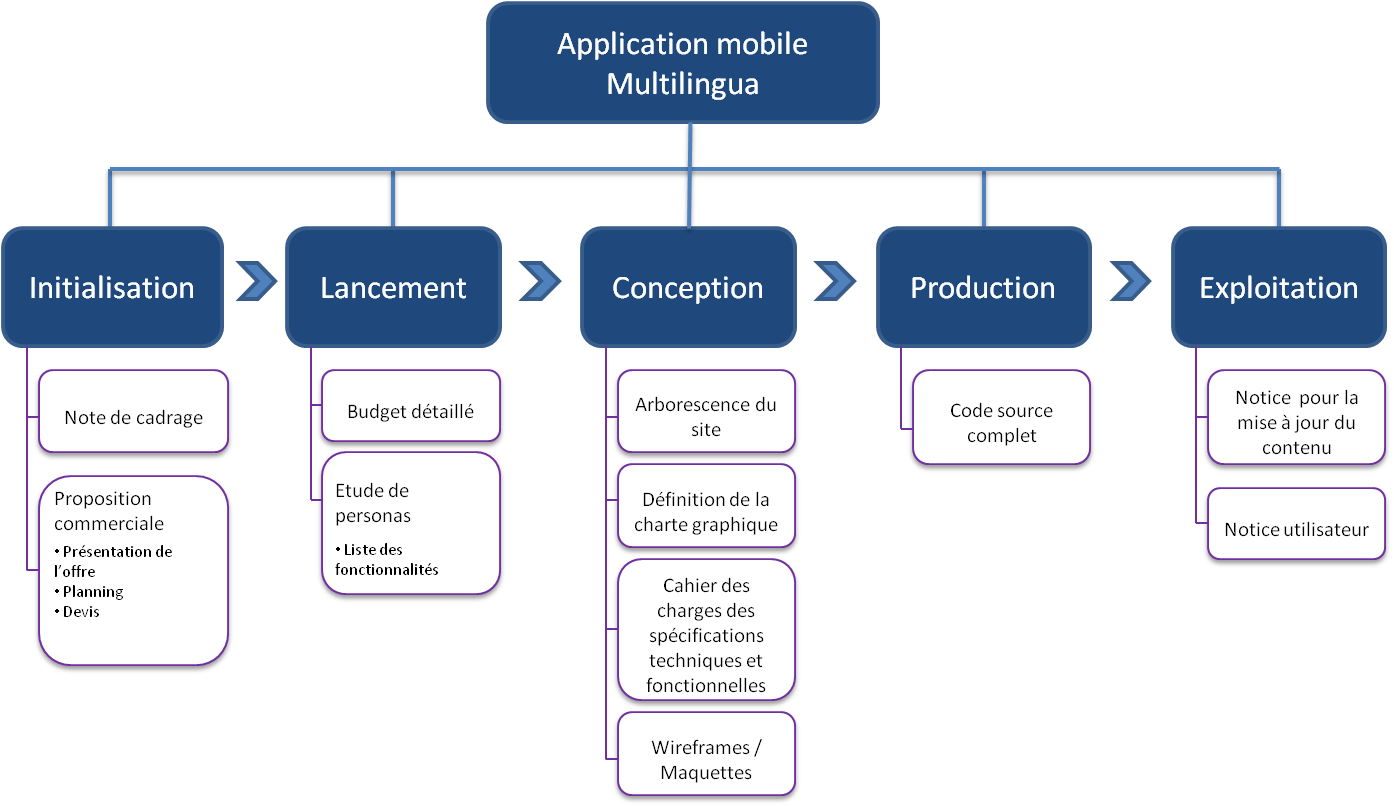 Application mobile
Multilingua
Initialisation
Lancement
Conception
Production
Exploitation
Note de cadrage
Proposition
commerciale
• Présentation de
l’offre
• Planning
• Devis
Budget détaillé
Etude de
personas
• Liste des
fonctionnalités
Arborescence du
site
Définition de la
charte graphique
Cahier des
charges des
spécifications
techniques et
fonctionnelles
Wireframes /
Maquettes
Code source
complet
Notice pour la
mise à jour du
contenu
Notice utilisateur